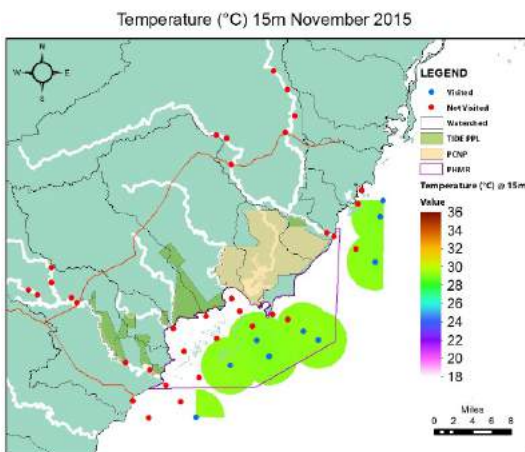 Temperature (°C) 15m November 2015
N
W E
S
LEGEND
Visited
Not Visited
Watershed
TIDE PPL
PCNP
PHMR
Temperature (°C) @ 15m
Value
36
34
32
30
28
26
24
22
20
18
Miles
0 2 4 8